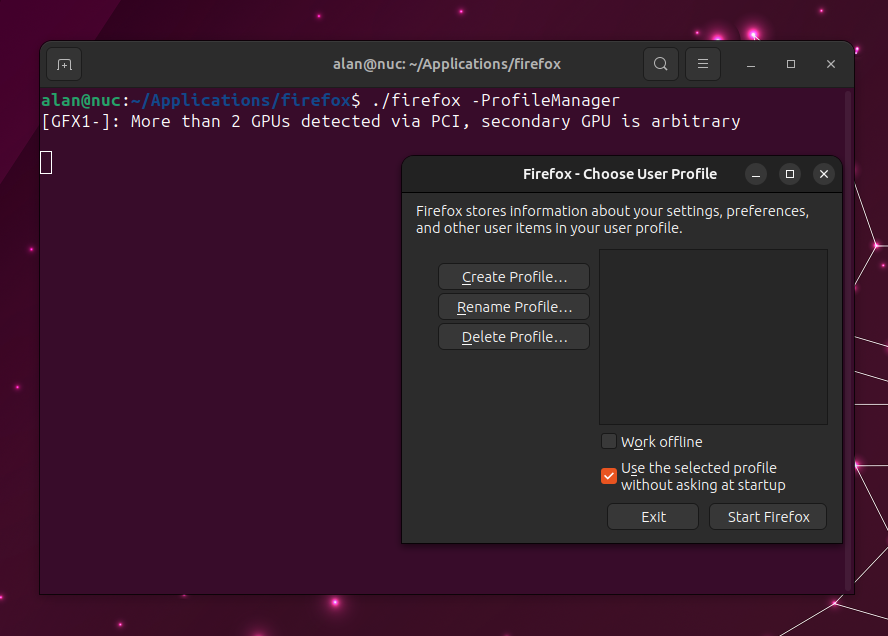 alan@nuc: ~/Applications/firefox
alan@nuc:~/Applications/firefox$ ./firefox -ProfileManager
[GFX1-]: More than 2 GPUs detected via PCI, secondary GPU is arbitrary
Firefox - Choose User Profile
Firefox stores information about your settings, preferences,
and other user items in your user profile.
Create Profile…
Rename Profile…
Delete Profile…
Work offline
Use the selected profile
without asking at startup
Exit
Start Firefox